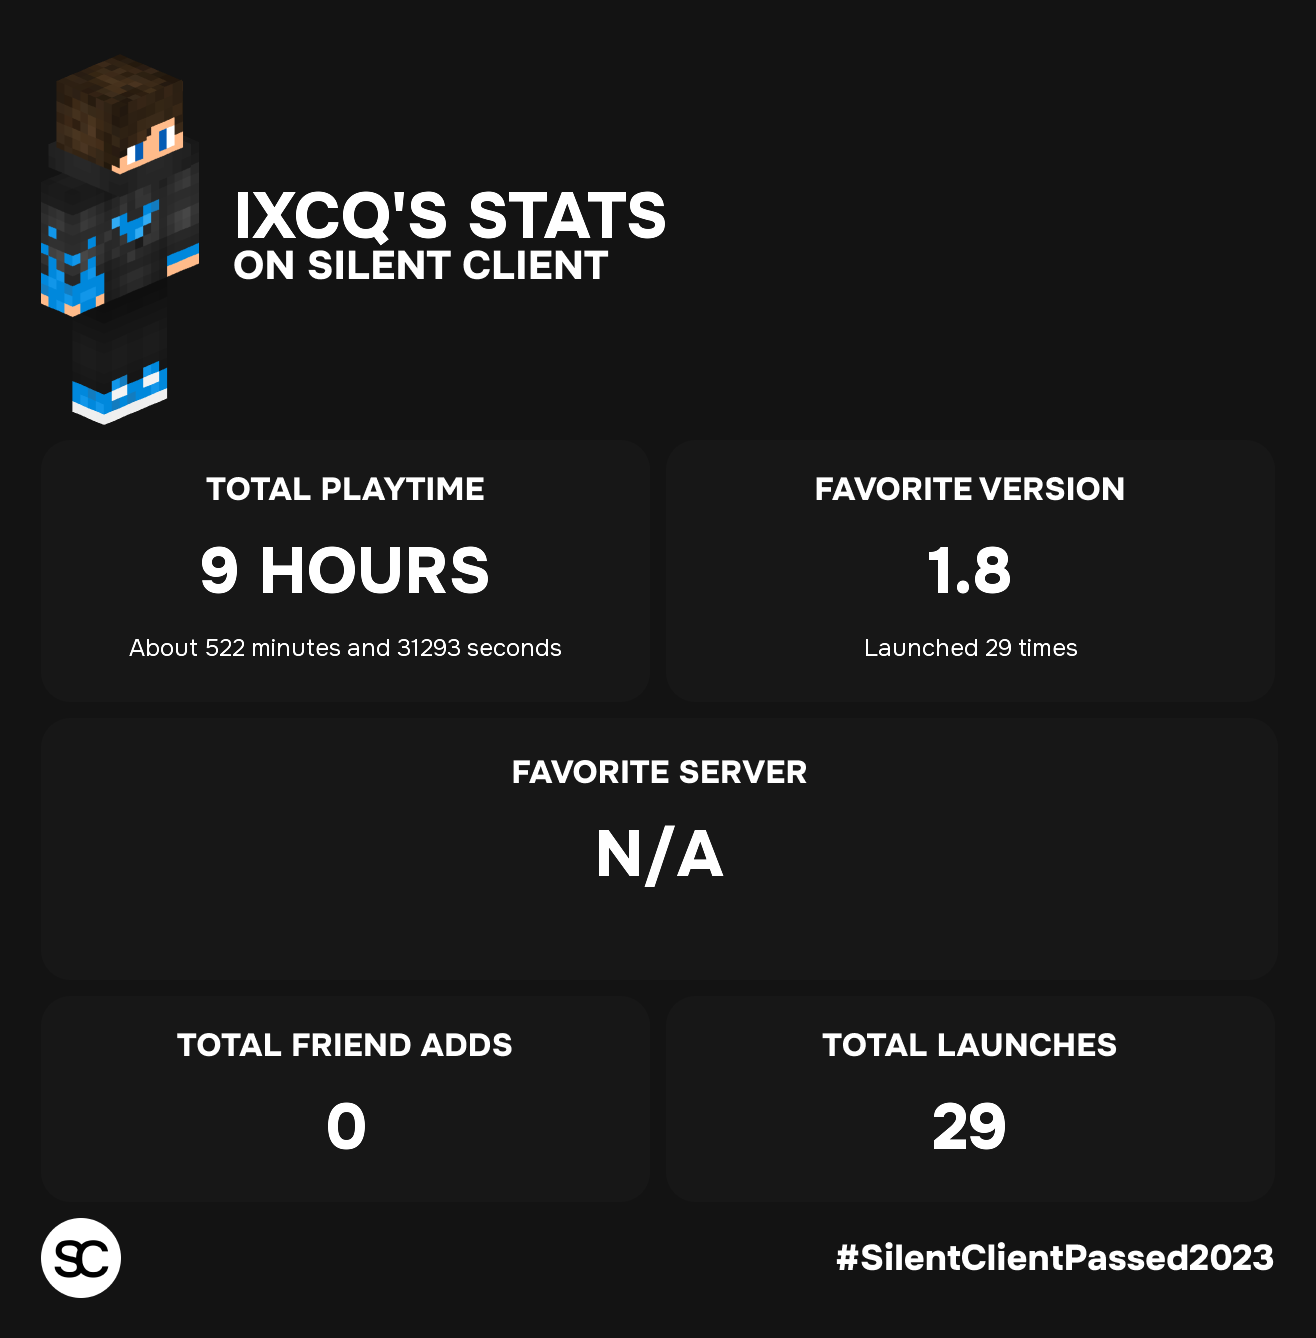 IXCQ'S STATS
ON SILENT CLIENT
TOTAL PLAYTIME
9 HOURS
About 522 minutes and 31293 seconds
FAVORITE VERSION
1.8
Launched 29 times
FAVORITE SERVER
N/A
TOTAL FRIEND ADDS
0
TOTAL LAUNCHES
29
SC
#SilentClientPassed2023